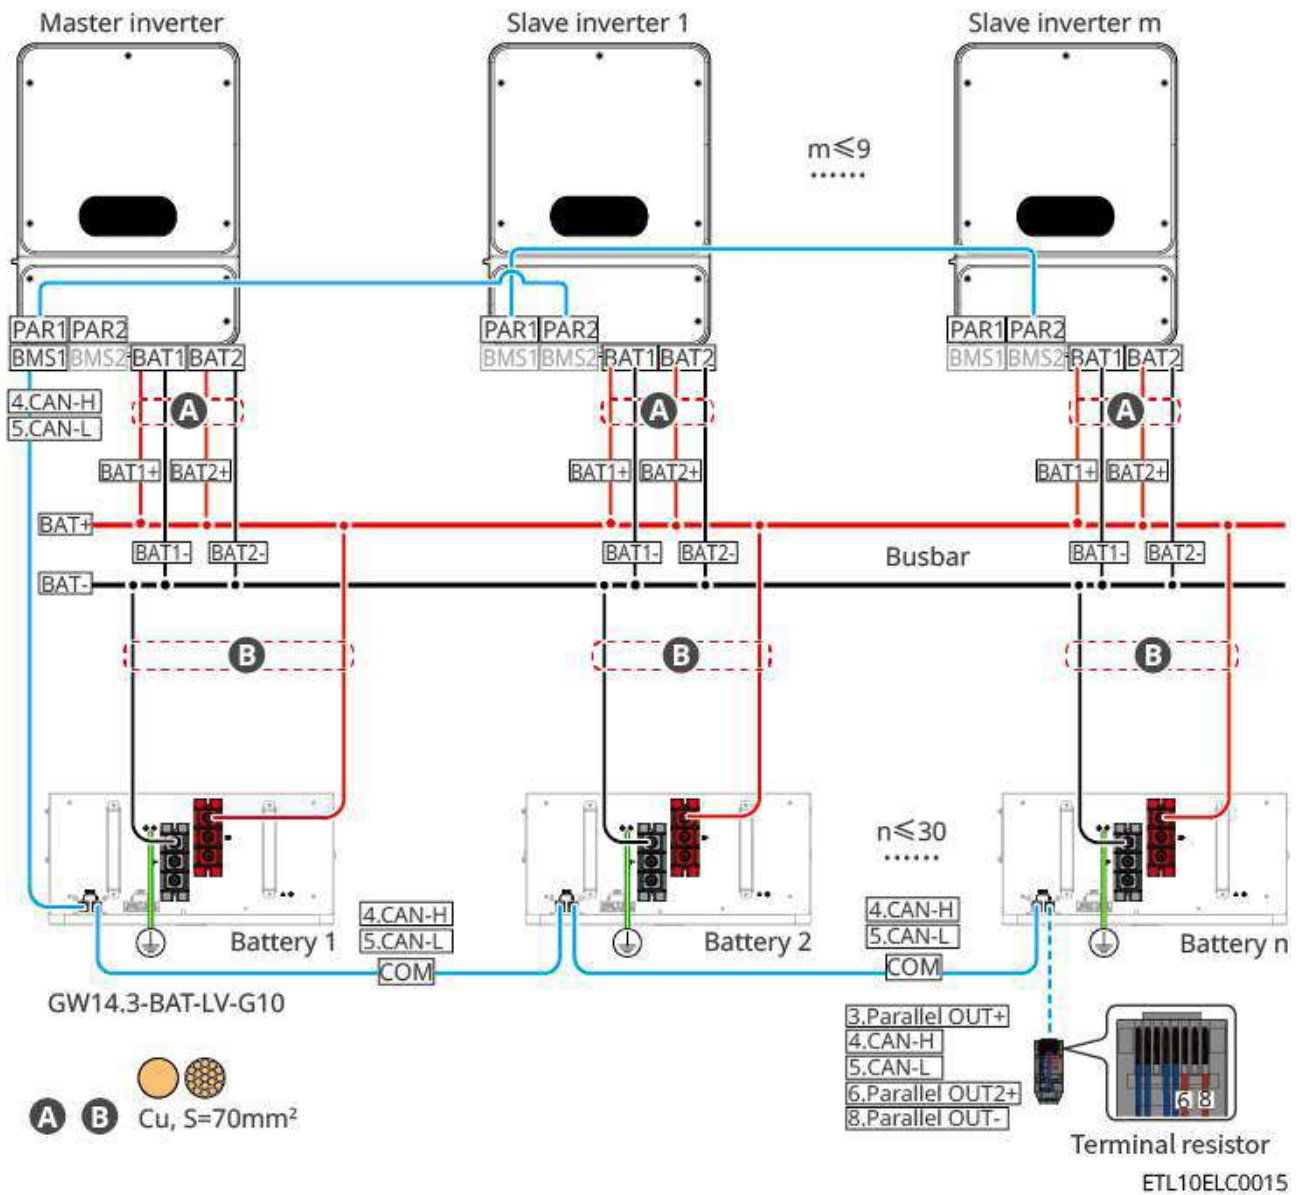 Master inverter
Slave inverter 1
Slave inverter m
m≤9
......
PAR1 PAR2
BMS1 BMS2 BAT1 BAT2
PAR1 PAR2
BMS1 BMS2 BAT1 BAT2
PAR1 PAR2
BMS1 BMS2 BAT1 BAT2
4.CAN-H
5.CAN-L
A
A
A
BAT1+ BAT2+
BAT1+ BAT2+
BAT1+ BAT2+
BAT+
BAT1- BAT2-
BAT1- BAT2-
Busbar
BAT1- BAT2-
BAT-
B
B
B
n≤30
......
4.CAN-H
5.CAN-L
COM
4.CAN-H
5.CAN-L
COM
Battery 1
Battery 2
Battery n
GW14.3-BAT-LV-G10
3.Parallel OUT+
4.CAN-H
5.CAN-L
6.Parallel OUT2+
8.Parallel OUT-
6 8
Terminal resistor
A B Cu, S=70mm²
ETL10ELC0015